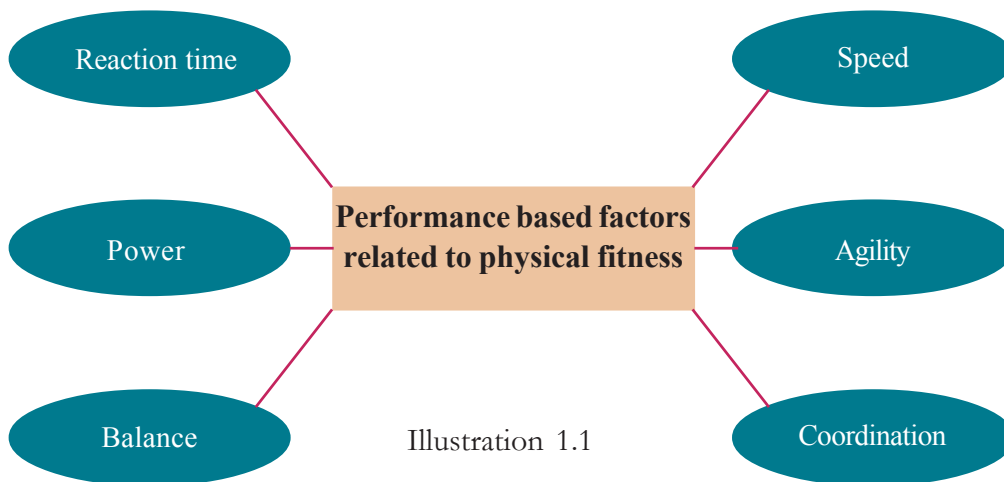 Reaction time
Speed
Performance based factors
related to physical fitness
Power
Agility
Balance
Coordination
Illustration 1.1